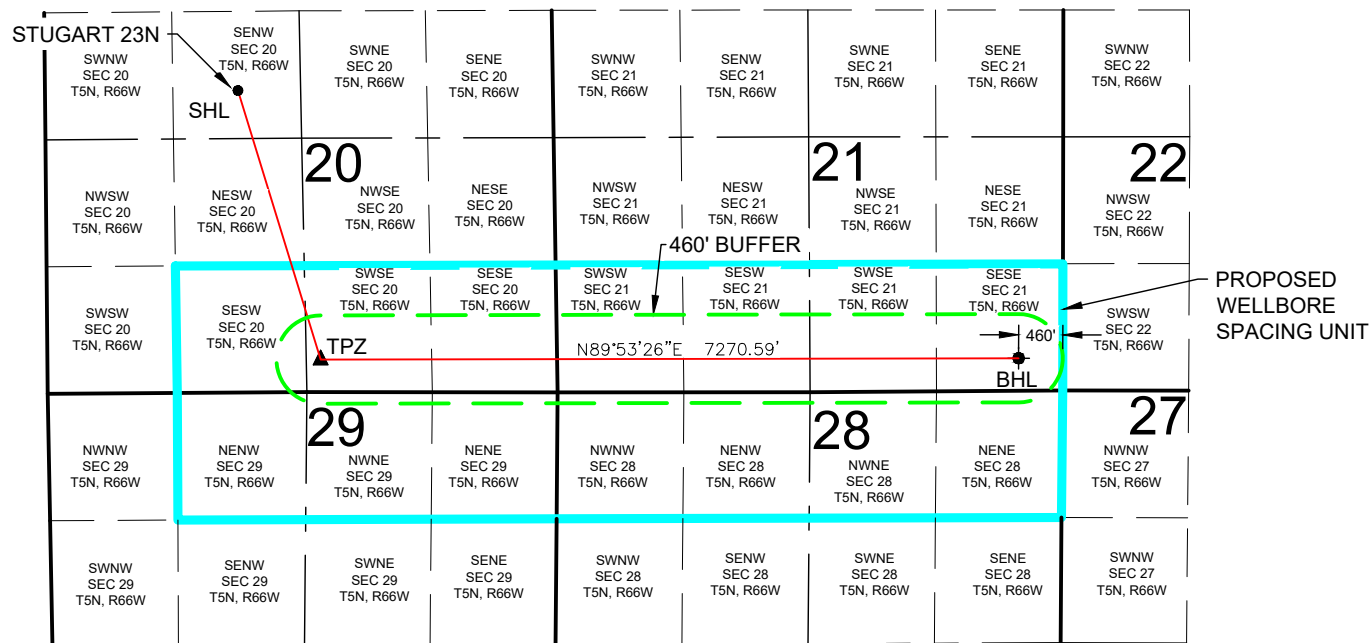 STUGART 23N
SHL
SWNW
SEC 20
T5N, R66W
SENW
SEC 20
T5N, R66W
SWNE
SEC 20
T5N, R66W
SENE
SEC 20
T5N, R66W
SWNW
SEC 21
T5N, R66W
SENW
SEC 21
T5N, R66W
SWNE
SEC 21
T5N, R66W
SENE
SEC 21
T5N, R66W
SWNW
SEC 22
T5N, R66W
20
21
22
NWSW
SEC 20
T5N, R66W
NESW
SEC 20
T5N, R66W
NWSE
SEC 20
T5N, R66W
NESE
SEC 20
T5N, R66W
NWSW
SEC 21
T5N, R66W
NESW
SEC 21
T5N, R66W
NWSE
SEC 21
T5N, R66W
NESE
SEC 21
T5N, R66W
NWSW
SEC 22
T5N, R66W
460' BUFFER
SWSW
SEC 20
T5N, R66W
SESW
SEC 20
T5N, R66W
SWSE
SEC 20
T5N, R66W
SESE
SEC 20
T5N, R66W
SWSW
SEC 21
T5N, R66W
SESW
SEC 21
T5N, R66W
SWSE
SEC 21
T5N, R66W
SESE
SEC 21
T5N, R66W
SWSW
SEC 22
T5N, R66W
PROPOSED
WELLBORE
SPACING UNIT
460'
TPZ
N89°53'26"E 7270.59'
BHL
29
28
27
NWNW
SEC 29
T5N, R66W
NENW
SEC 29
T5N, R66W
NWNE
SEC 29
T5N, R66W
NENE
SEC 29
T5N, R66W
NWNW
SEC 28
T5N, R66W
NENW
SEC 28
T5N, R66W
NWNE
SEC 28
T5N, R66W
NENE
SEC 28
T5N, R66W
NWNW
SEC 27
T5N, R66W
SWNW
SEC 29
T5N, R66W
SENW
SEC 29
T5N, R66W
SWNE
SEC 29
T5N, R66W
SENE
SEC 29
T5N, R66W
SWNW
SEC 28
T5N, R66W
SENW
SEC 28
T5N, R66W
SWNE
SEC 28
T5N, R66W
SENE
SEC 28
T5N, R66W
SWNW
SEC 27
T5N, R66W